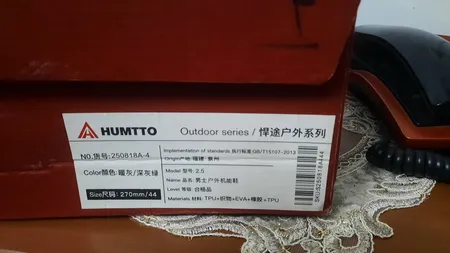 HUMTTO
Outdoor series / 悍途户外系列
NO.货号:250818A-4
Color颜色: 暖灰/深灰绿
Size尺码: 270mm/44
Implementation of standards 执行标准:GB/T15107-2013
Origin产地: 福建·泉州
Model 型号: 2.5
Name 品名: 男士户外机能鞋
Level 等级: 合格品
Materials 材料: TPU+织物+EVA+橡胶+TPU